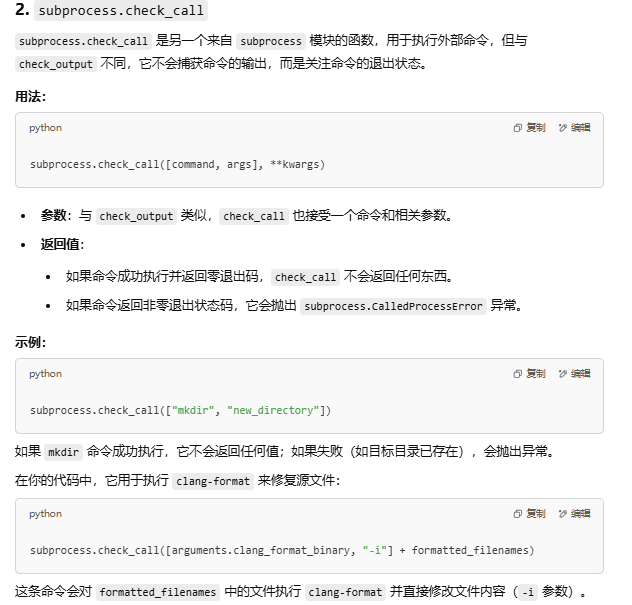 2. subprocess.check_call
subprocess.check_call 是另一个来自 subprocess 模块的函数，用于执行外部命令，但与
check_output 不同，它不会捕获命令的输出，而是关注命令的退出状态。
用法：
python 复制 编辑
subprocess.check_call([command, args], **kwargs)
• 参数：与 check_output 类似，check_call 也接受一个命令和相关参数。
• 返回值：
• 如果命令成功执行并返回零退出码，check_call 不会返回任何东西。
• 如果命令返回非零退出状态码，它会抛出 subprocess.CalledProcessError 异常。
示例：
python 复制 编辑
subprocess.check_call(["mkdir", "new_directory"])
如果 mkdir 命令成功执行，它不会返回任何值；如果失败（如目标目录已存在），会抛出异常。
在你的代码中，它用于执行 clang-format 来修复源文件：
python 复制 编辑
subprocess.check_call([arguments.clang_format_binary, "-i"] + formatted_filenames)
这条命令会对 formatted_filenames 中的文件执行 clang-format 并直接修改文件内容（ -i 参数）。